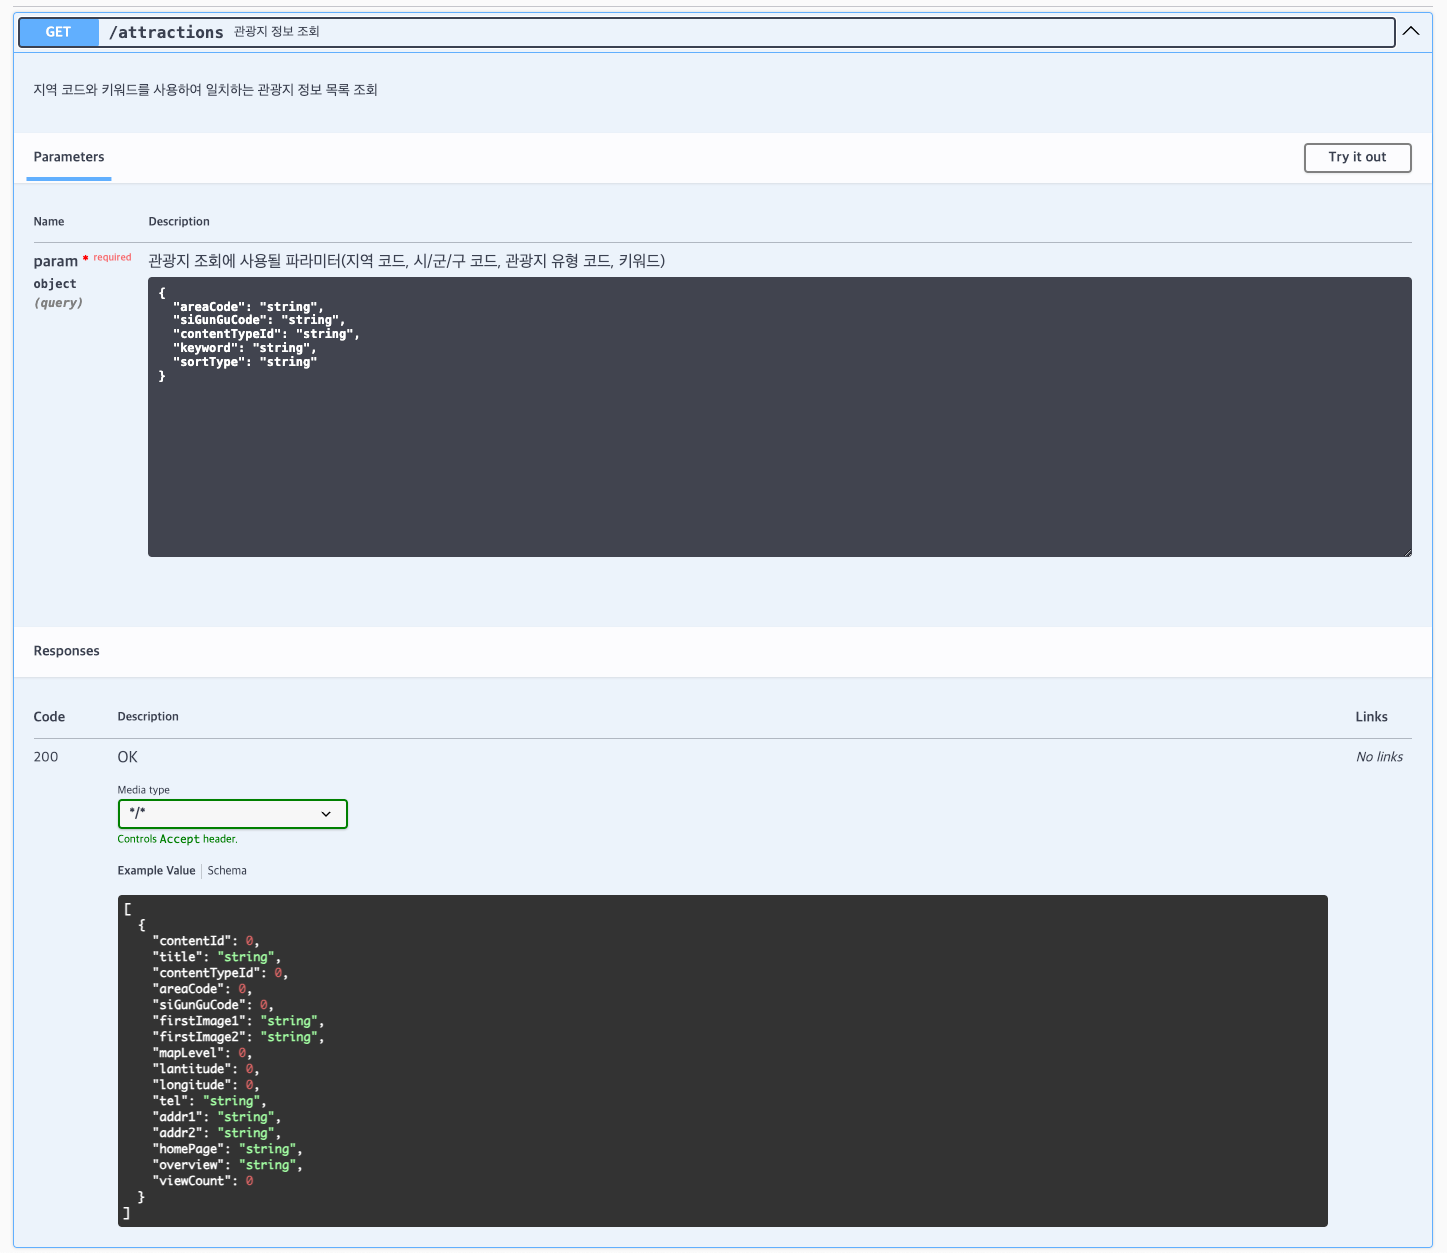 GET /attractions 관광지 정보 조회
지역 코드와 키워드를 사용하여 일치하는 관광지 정보 목록 조회
Parameters
Try it out
Name Description
param * required 관광지 조회에 사용될 파라미터(지역 코드, 시/군/구 코드, 관광지 유형 코드, 키워드)
object
(query)
{
"areaCode": "string",
"siGunGuCode": "string",
"contentTypeId": "string",
"keyword": "string",
"sortType": "string"
}
Responses
Code Description Links
200 OK No links
Media type
*/*
Controls Accept header.
Example Value Schema
[
{
"contentId": 0,
"title": "string",
"contentTypeId": 0,
"areaCode": 0,
"siGunGuCode": 0,
"firstImage1": "string",
"firstImage2": "string",
"mapLevel": 0,
"lantitude": 0,
"longitude": 0,
"tel": "string",
"addr1": "string",
"addr2": "string",
"homePage": "string",
"overview": "string",
"viewCount": 0
}
]